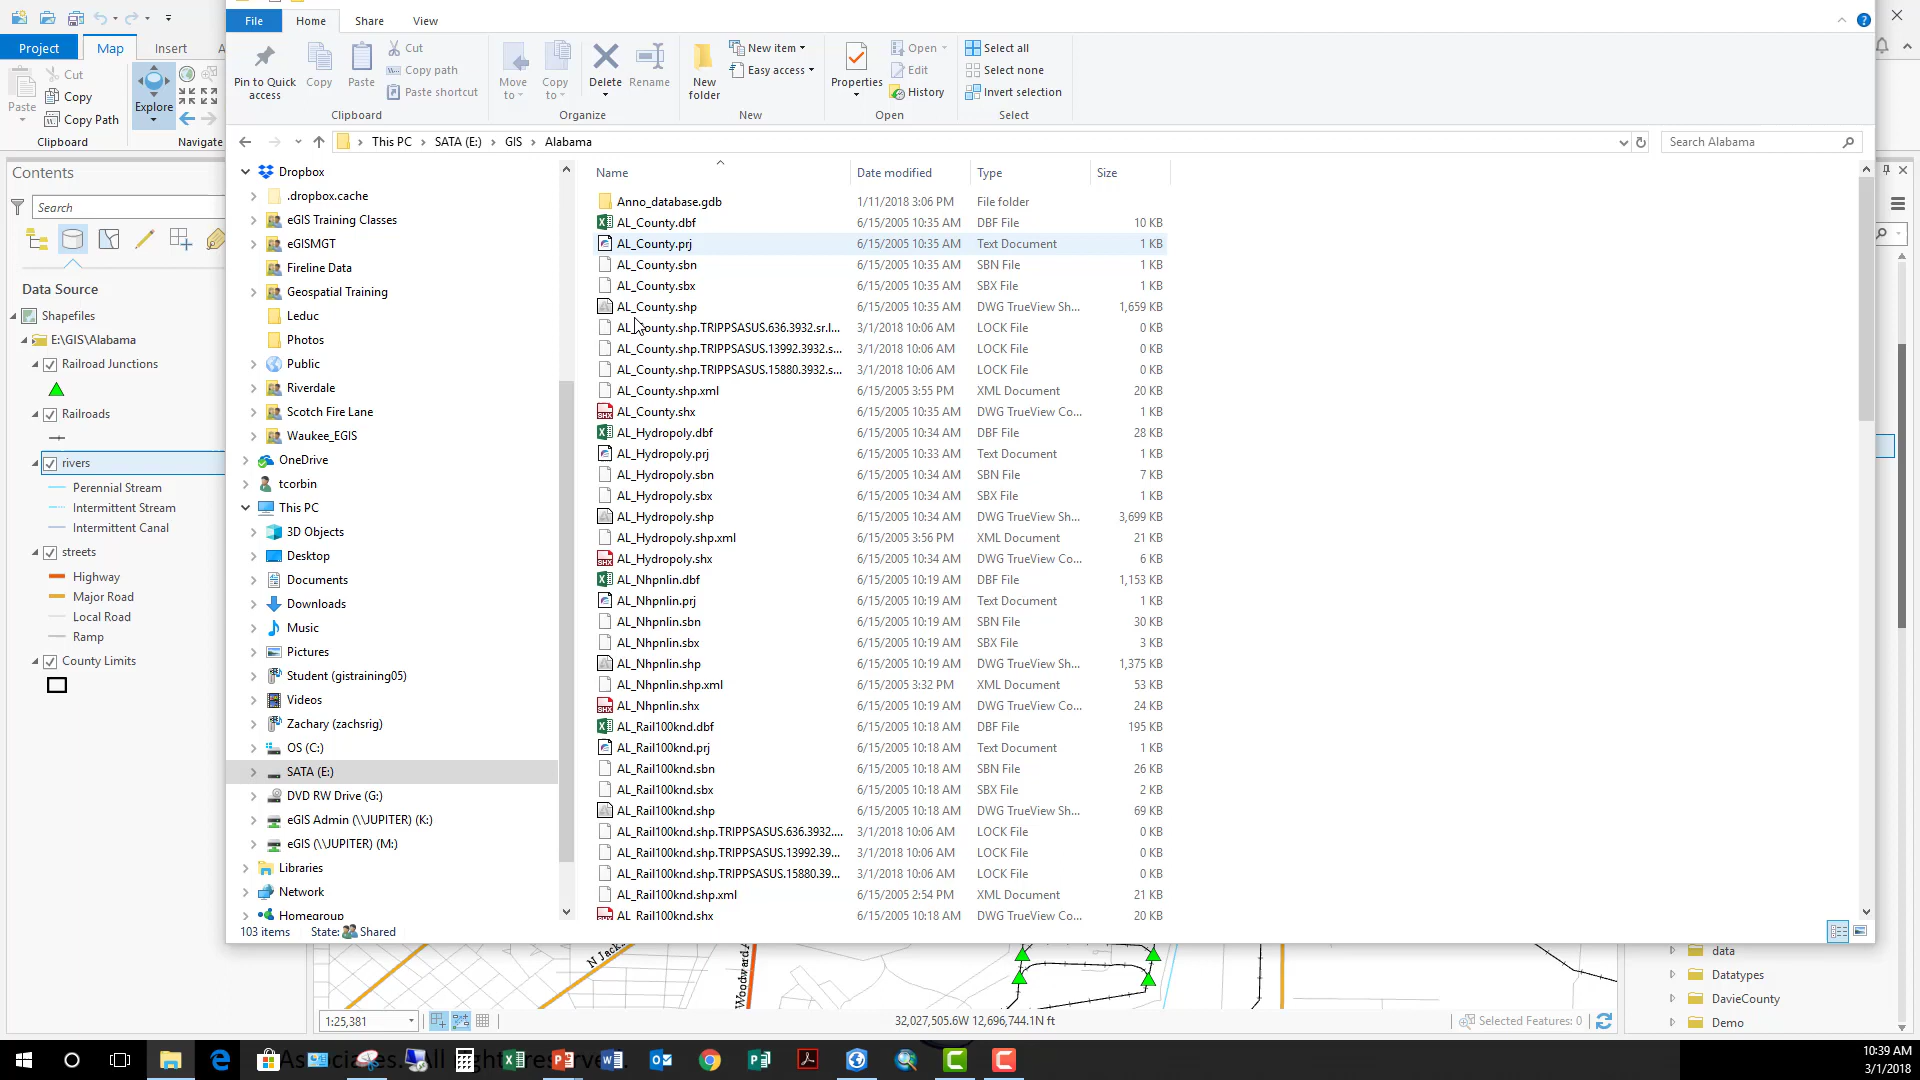 File Home Share View
Project Map Insert A
Cut
Copy
Copy Path
Paste
Clipboard
Explore
Navigate
Pin to Quick access
Copy
Paste
Cut
Copy path
Paste shortcut
Clipboard
Move to
Copy to
Delete
Rename
Organize
New folder
New item
Easy access
New
Properties
Open
Edit
History
Open
Select all
Select none
Invert selection
Select
This PC > SATA (E:) > GIS > Alabama
Search Alabama
Contents
Search
Data Source
Shapefiles
E:\GIS\Alabama
Railroad Junctions
Railroads
rivers
Perennial Stream
Intermittent Stream
Intermittent Canal
streets
Highway
Major Road
Local Road
Ramp
County Limits
Dropbox
.dropbox.cache
eGIS Training Classes
eGISMGT
Fireline Data
Geospatial Training
Leduc
Photos
Public
Riverdale
Scotch Fire Lane
Waukee_EGIS
OneDrive
tcorbin
This PC
3D Objects
Desktop
Documents
Downloads
Music
Pictures
Student (gistraining05)
Videos
Zachary (zachsrig)
OS (C:)
SATA (E:)
DVD RW Drive (G:)
eGIS Admin (\\JUPITER) (K:)
eGIS (\\JUPITER) (M:)
Libraries
Network
Homegroup
Name Date modified Type Size
Anno_database.gdb 1/11/2018 3:06 PM File folder
AL_County.dbf 6/15/2005 10:35 AM DBF File 10 KB
AL_County.prj 6/15/2005 10:35 AM Text Document 1 KB
AL_County.sbn 6/15/2005 10:35 AM SBN File 1 KB
AL_County.sbx 6/15/2005 10:35 AM SBX File 1 KB
AL_County.shp 6/15/2005 10:35 AM DWG TrueView Sh... 1,659 KB
AL_County.shp.TRIPPSASUS.636.3932.sr.l... 3/1/2018 10:06 AM LOCK File 0 KB
AL_County.shp.TRIPPSASUS.13992.3932.s... 3/1/2018 10:06 AM LOCK File 0 KB
AL_County.shp.TRIPPSASUS.15880.3932.s... 3/1/2018 10:06 AM LOCK File 0 KB
AL_County.shp.xml 6/15/2005 3:55 PM XML Document 20 KB
AL_County.shx 6/15/2005 10:35 AM DWG TrueView Co... 1 KB
AL_Hydropoly.dbf 6/15/2005 10:34 AM DBF File 28 KB
AL_Hydropoly.prj 6/15/2005 10:33 AM Text Document 1 KB
AL_Hydropoly.sbn 6/15/2005 10:34 AM SBN File 7 KB
AL_Hydropoly.sbx 6/15/2005 10:34 AM SBX File 1 KB
AL_Hydropoly.shp 6/15/2005 10:34 AM DWG TrueView Sh... 3,699 KB
AL_Hydropoly.shp.xml 6/15/2005 3:56 PM XML Document 21 KB
AL_Hydropoly.shx 6/15/2005 10:34 AM DWG TrueView Co... 6 KB
AL_Nhpnlin.dbf 6/15/2005 10:19 AM DBF File 1,153 KB
AL_Nhpnlin.prj 6/15/2005 10:19 AM Text Document 1 KB
AL_Nhpnlin.sbn 6/15/2005 10:19 AM SBN File 30 KB
AL_Nhpnlin.sbx 6/15/2005 10:19 AM SBX File 3 KB
AL_Nhpnlin.shp 6/15/2005 10:19 AM DWG TrueView Sh... 1,375 KB
AL_Nhpnlin.shp.xml 6/15/2005 3:32 PM XML Document 53 KB
AL_Nhpnlin.shx 6/15/2005 10:19 AM DWG TrueView Co... 24 KB
AL_Rail100knd.dbf 6/15/2005 10:18 AM DBF File 195 KB
AL_Rail100knd.prj 6/15/2005 10:18 AM Text Document 1 KB
AL_Rail100knd.sbn 6/15/2005 10:18 AM SBN File 26 KB
AL_Rail100knd.sbx 6/15/2005 10:18 AM SBX File 2 KB
AL_Rail100knd.shp 6/15/2005 10:18 AM DWG TrueView Sh... 69 KB
AL_Rail100knd.shp.TRIPPSASUS.636.3932.... 3/1/2018 10:06 AM LOCK File 0 KB
AL_Rail100knd.shp.TRIPPSASUS.13992.39... 3/1/2018 10:06 AM LOCK File 0 KB
AL_Rail100knd.shp.TRIPPSASUS.15880.39... 3/1/2018 10:06 AM LOCK File 0 KB
AL_Rail100knd.shp.xml 6/15/2005 2:54 PM XML Document 21 KB
AL_Rail100knd.shx 6/15/2005 10:18 AM DWG TrueView Co... 20 KB
103 items State: Shared
N Jacks
Woodward A
data
Datatypes
DavieCounty
Demo
1:25,381
32,027,505.6W 12,696,744.1N ft
Selected Features: 0
10:39 AM
3/1/2018